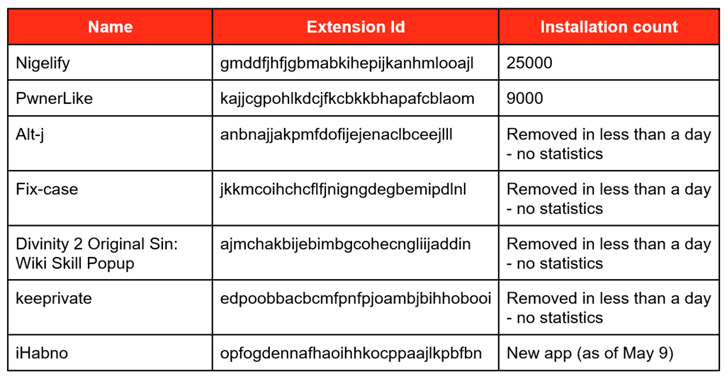 Name Extension Id Installation count
Nigelify gmddfjhfjgbmabkihepijkanhmlooajl 25000
PwnerLike kajjcgpohlkdcjfkcbkkbhapafcblaom 9000
Alt-j anbnajjakpmfdofijejenaclbceejlll Removed in less than a day
- no statistics
Fix-case jkkmcoihchcflfjnigngdegbemipdlnl Removed in less than a day
- no statistics
Divinity 2 Original Sin: ajmchakbijebimbgcohecngliijaddin Removed in less than a day
Wiki Skill Popup - no statistics
keeprivate edpoobbacbcmfpnfpjoambjbihhobooi Removed in less than a day
- no statistics
iHabno opfogdennafhaoihhkocppaajlkpbfbn New app (as of May 9)